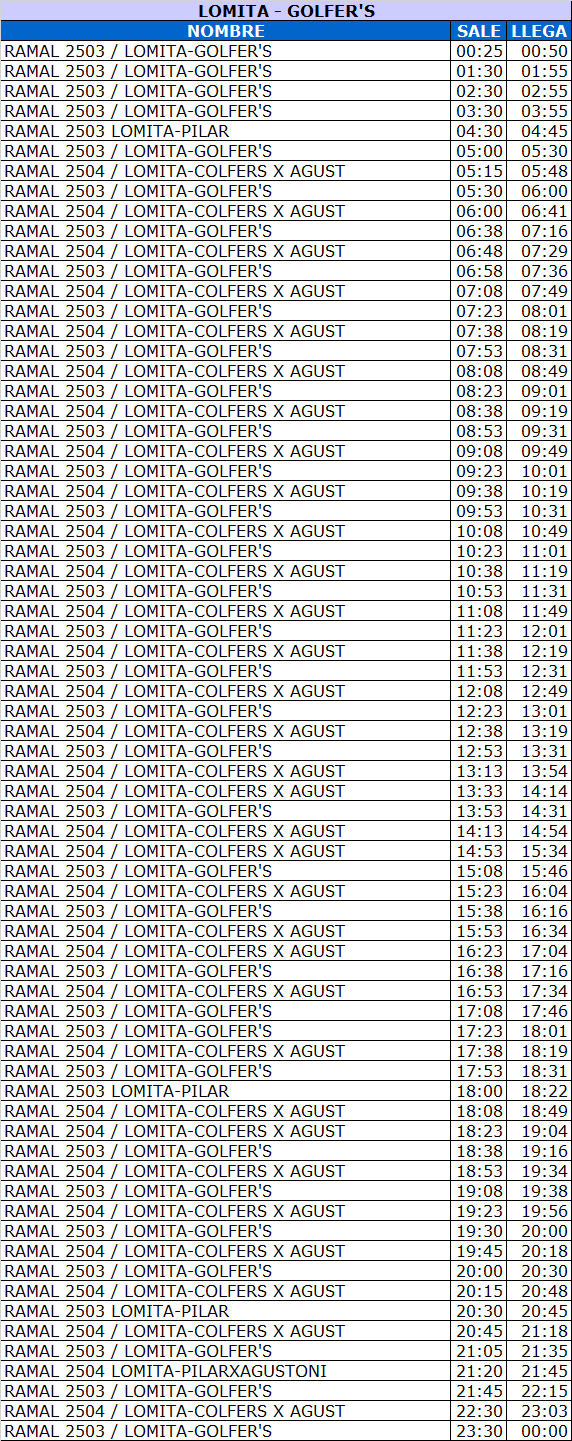 LOMITA - GOLFER'S
NOMBRE SALE LLEGA
RAMAL 2503 / LOMITA-GOLFER'S 00:25 00:50
RAMAL 2503 / LOMITA-GOLFER'S 01:30 01:55
RAMAL 2503 / LOMITA-GOLFER'S 02:30 02:55
RAMAL 2503 / LOMITA-GOLFER'S 03:30 03:55
RAMAL 2503 LOMITA-PILAR 04:30 04:45
RAMAL 2503 / LOMITA-GOLFER'S 05:00 05:30
RAMAL 2504 / LOMITA-COLFERS X AGUST 05:15 05:48
RAMAL 2503 / LOMITA-GOLFER'S 05:30 06:00
RAMAL 2504 / LOMITA-COLFERS X AGUST 06:00 06:41
RAMAL 2503 / LOMITA-GOLFER'S 06:38 07:16
RAMAL 2504 / LOMITA-COLFERS X AGUST 06:48 07:29
RAMAL 2503 / LOMITA-GOLFER'S 06:58 07:36
RAMAL 2504 / LOMITA-COLFERS X AGUST 07:08 07:49
RAMAL 2503 / LOMITA-GOLFER'S 07:23 08:01
RAMAL 2504 / LOMITA-COLFERS X AGUST 07:38 08:19
RAMAL 2503 / LOMITA-GOLFER'S 07:53 08:31
RAMAL 2504 / LOMITA-COLFERS X AGUST 08:08 08:49
RAMAL 2503 / LOMITA-GOLFER'S 08:23 09:01
RAMAL 2504 / LOMITA-COLFERS X AGUST 08:38 09:19
RAMAL 2503 / LOMITA-GOLFER'S 08:53 09:31
RAMAL 2504 / LOMITA-COLFERS X AGUST 09:08 09:49
RAMAL 2503 / LOMITA-GOLFER'S 09:23 10:01
RAMAL 2504 / LOMITA-COLFERS X AGUST 09:38 10:19
RAMAL 2503 / LOMITA-GOLFER'S 09:53 10:31
RAMAL 2504 / LOMITA-COLFERS X AGUST 10:08 10:49
RAMAL 2503 / LOMITA-GOLFER'S 10:23 11:01
RAMAL 2504 / LOMITA-COLFERS X AGUST 10:38 11:19
RAMAL 2503 / LOMITA-GOLFER'S 10:53 11:31
RAMAL 2504 / LOMITA-COLFERS X AGUST 11:08 11:49
RAMAL 2503 / LOMITA-GOLFER'S 11:23 12:01
RAMAL 2504 / LOMITA-COLFERS X AGUST 11:38 12:19
RAMAL 2503 / LOMITA-GOLFER'S 11:53 12:31
RAMAL 2504 / LOMITA-COLFERS X AGUST 12:08 12:49
RAMAL 2503 / LOMITA-GOLFER'S 12:23 13:01
RAMAL 2504 / LOMITA-COLFERS X AGUST 12:38 13:19
RAMAL 2503 / LOMITA-GOLFER'S 12:53 13:31
RAMAL 2504 / LOMITA-COLFERS X AGUST 13:13 13:54
RAMAL 2504 / LOMITA-COLFERS X AGUST 13:33 14:14
RAMAL 2503 / LOMITA-GOLFER'S 13:53 14:31
RAMAL 2504 / LOMITA-COLFERS X AGUST 14:13 14:54
RAMAL 2504 / LOMITA-COLFERS X AGUST 14:53 15:34
RAMAL 2503 / LOMITA-GOLFER'S 15:08 15:46
RAMAL 2504 / LOMITA-COLFERS X AGUST 15:23 16:04
RAMAL 2503 / LOMITA-GOLFER'S 15:38 16:16
RAMAL 2504 / LOMITA-COLFERS X AGUST 15:53 16:34
RAMAL 2504 / LOMITA-COLFERS X AGUST 16:23 17:04
RAMAL 2503 / LOMITA-GOLFER'S 16:38 17:16
RAMAL 2504 / LOMITA-COLFERS X AGUST 16:53 17:34
RAMAL 2503 / LOMITA-GOLFER'S 17:08 17:46
RAMAL 2503 / LOMITA-GOLFER'S 17:23 18:01
RAMAL 2504 / LOMITA-COLFERS X AGUST 17:38 18:19
RAMAL 2503 / LOMITA-GOLFER'S 17:53 18:31
RAMAL 2503 LOMITA-PILAR 18:00 18:22
RAMAL 2504 / LOMITA-COLFERS X AGUST 18:08 18:49
RAMAL 2504 / LOMITA-COLFERS X AGUST 18:23 19:04
RAMAL 2503 / LOMITA-GOLFER'S 18:38 19:16
RAMAL 2504 / LOMITA-COLFERS X AGUST 18:53 19:34
RAMAL 2503 / LOMITA-GOLFER'S 19:08 19:38
RAMAL 2504 / LOMITA-COLFERS X AGUST 19:23 19:56
RAMAL 2503 / LOMITA-GOLFER'S 19:30 20:00
RAMAL 2504 / LOMITA-COLFERS X AGUST 19:45 20:18
RAMAL 2503 / LOMITA-GOLFER'S 20:00 20:30
RAMAL 2504 / LOMITA-COLFERS X AGUST 20:15 20:48
RAMAL 2503 LOMITA-PILAR 20:30 20:45
RAMAL 2504 / LOMITA-COLFERS X AGUST 20:45 21:18
RAMAL 2503 / LOMITA-GOLFER'S 21:05 21:35
RAMAL 2504 LOMITA-PILARXAGUSTONI 21:20 21:45
RAMAL 2503 / LOMITA-GOLFER'S 21:45 22:15
RAMAL 2504 / LOMITA-COLFERS X AGUST 22:30 23:03
RAMAL 2503 / LOMITA-GOLFER'S 23:30 00:00